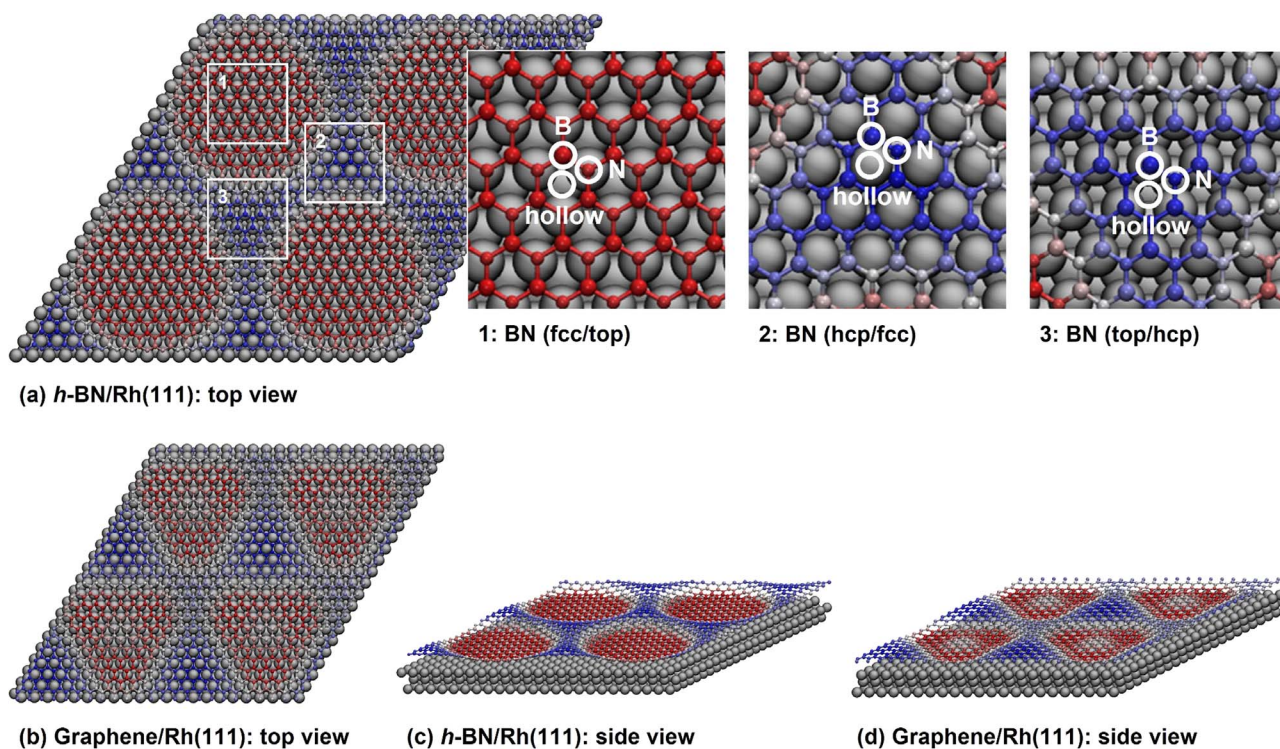 1
2
3
B
N
hollow
B
N
hollow
B
N
hollow
1: BN (fcc/top)
2: BN (hcp/fcc)
3: BN (top/hcp)
(a) h-BN/Rh(111): top view
(b) Graphene/Rh(111): top view
(c) h-BN/Rh(111): side view
(d) Graphene/Rh(111): side view